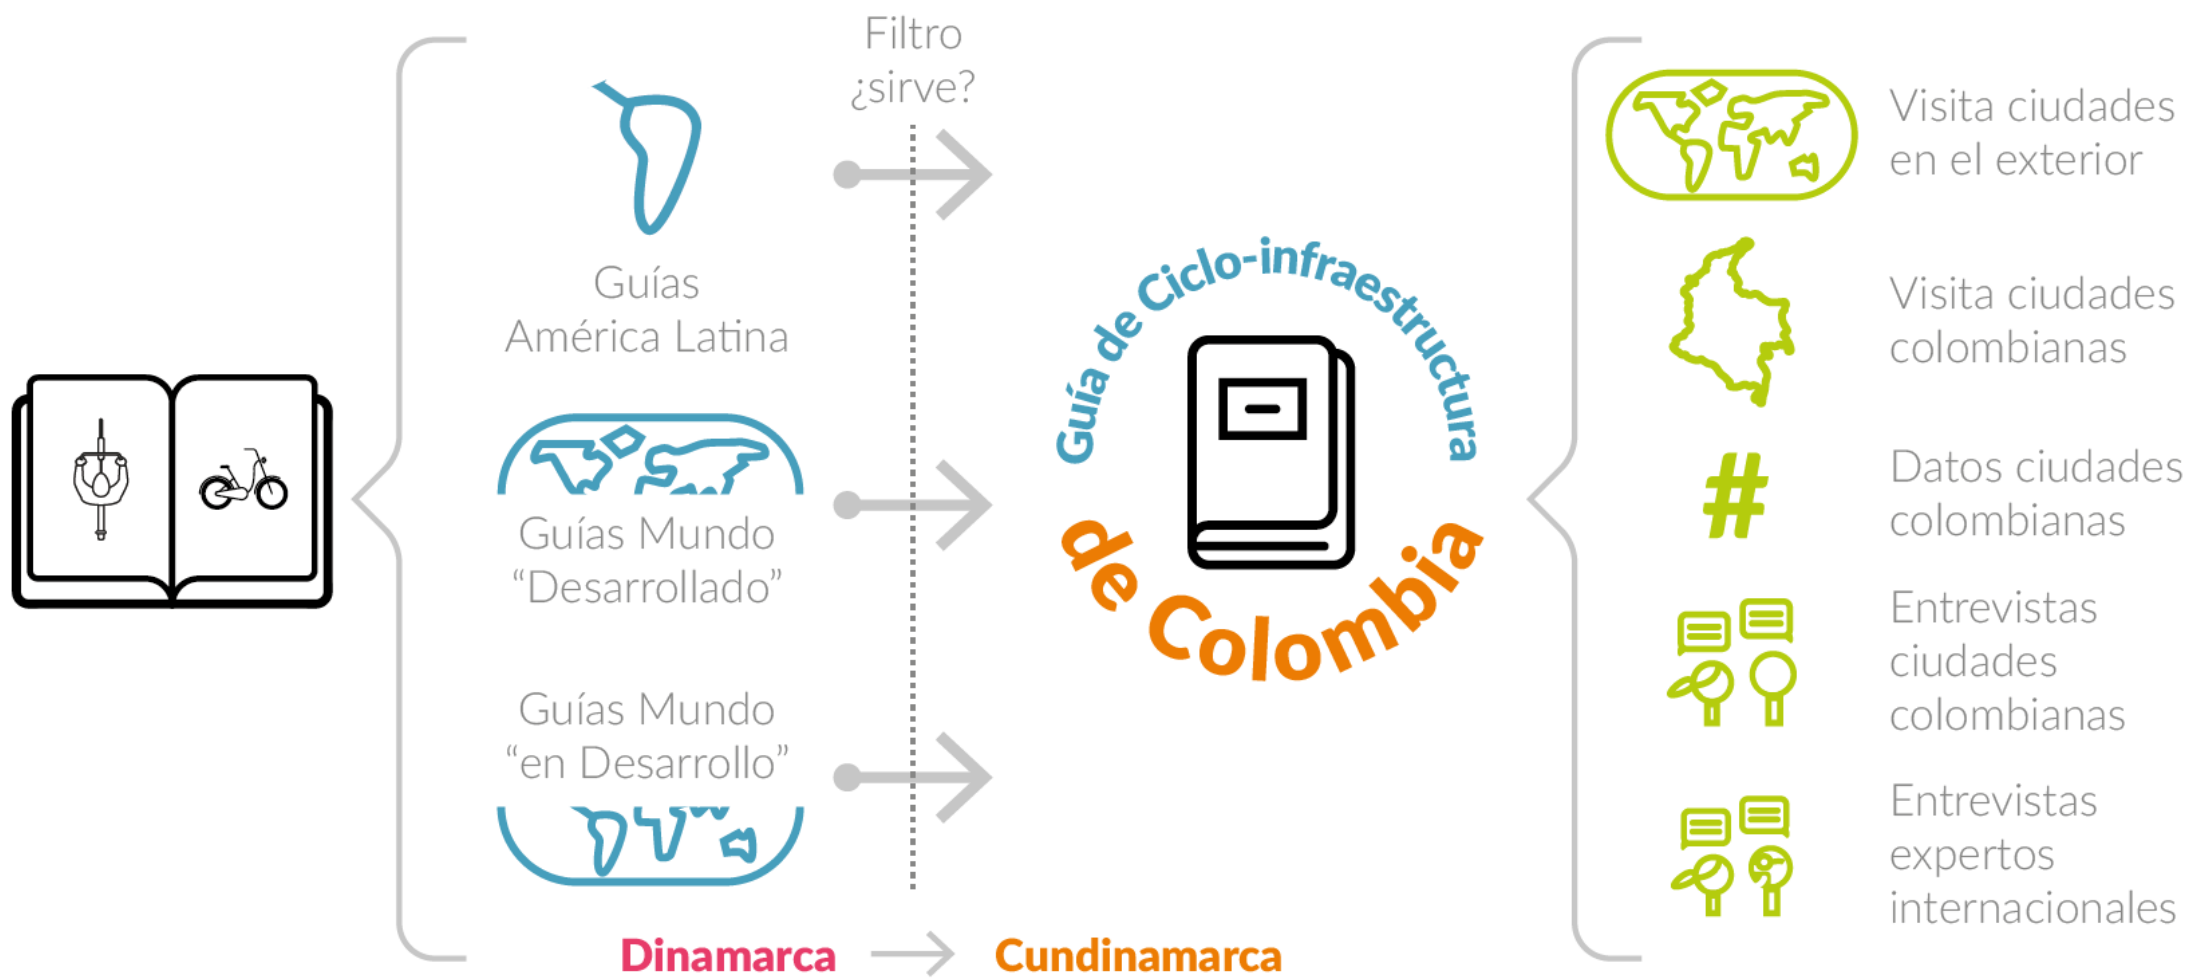 Filtro
¿sirve?
Guías
América Latina
Guías Mundo
“Desarrollado”
Guías Mundo
“en Desarrollo”
Dinamarca
Cundinamarca
Guía de Ciclo-infraestructura
de Colombia
Visita ciudades
en el exterior
Visita ciudades
colombianas
#
Datos ciudades
colombianas
Entrevistas
ciudades
colombianas
Entrevistas
expertos
internacionales